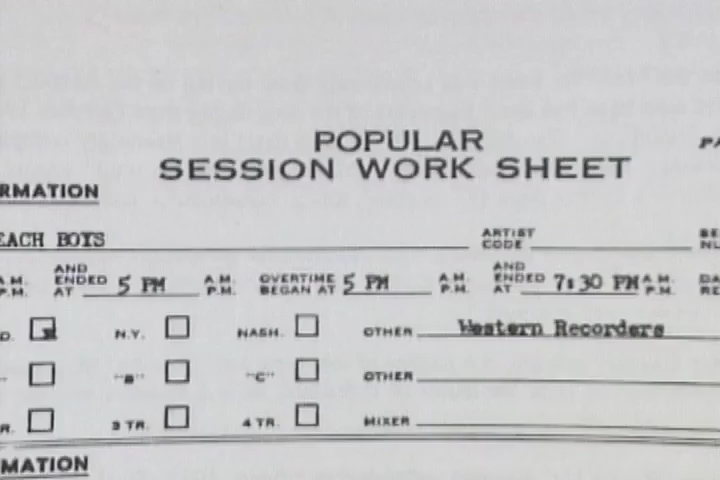 POPULAR
SESSION WORK SHEET
RMATION
EACH BOYS ARTIST CODE
A.M. P.M. AND ENDED AT 5 PM A.M. P.M. OVERTIME BEGAN AT 5 PM A.M. P.M. AND ENDED AT 7:30 PM A.M. P.M.
D. N.Y. NASH. OTHER Western Recorders
" "B" "C" OTHER
R. 3 TR. 4 TR. MIXER
MATION